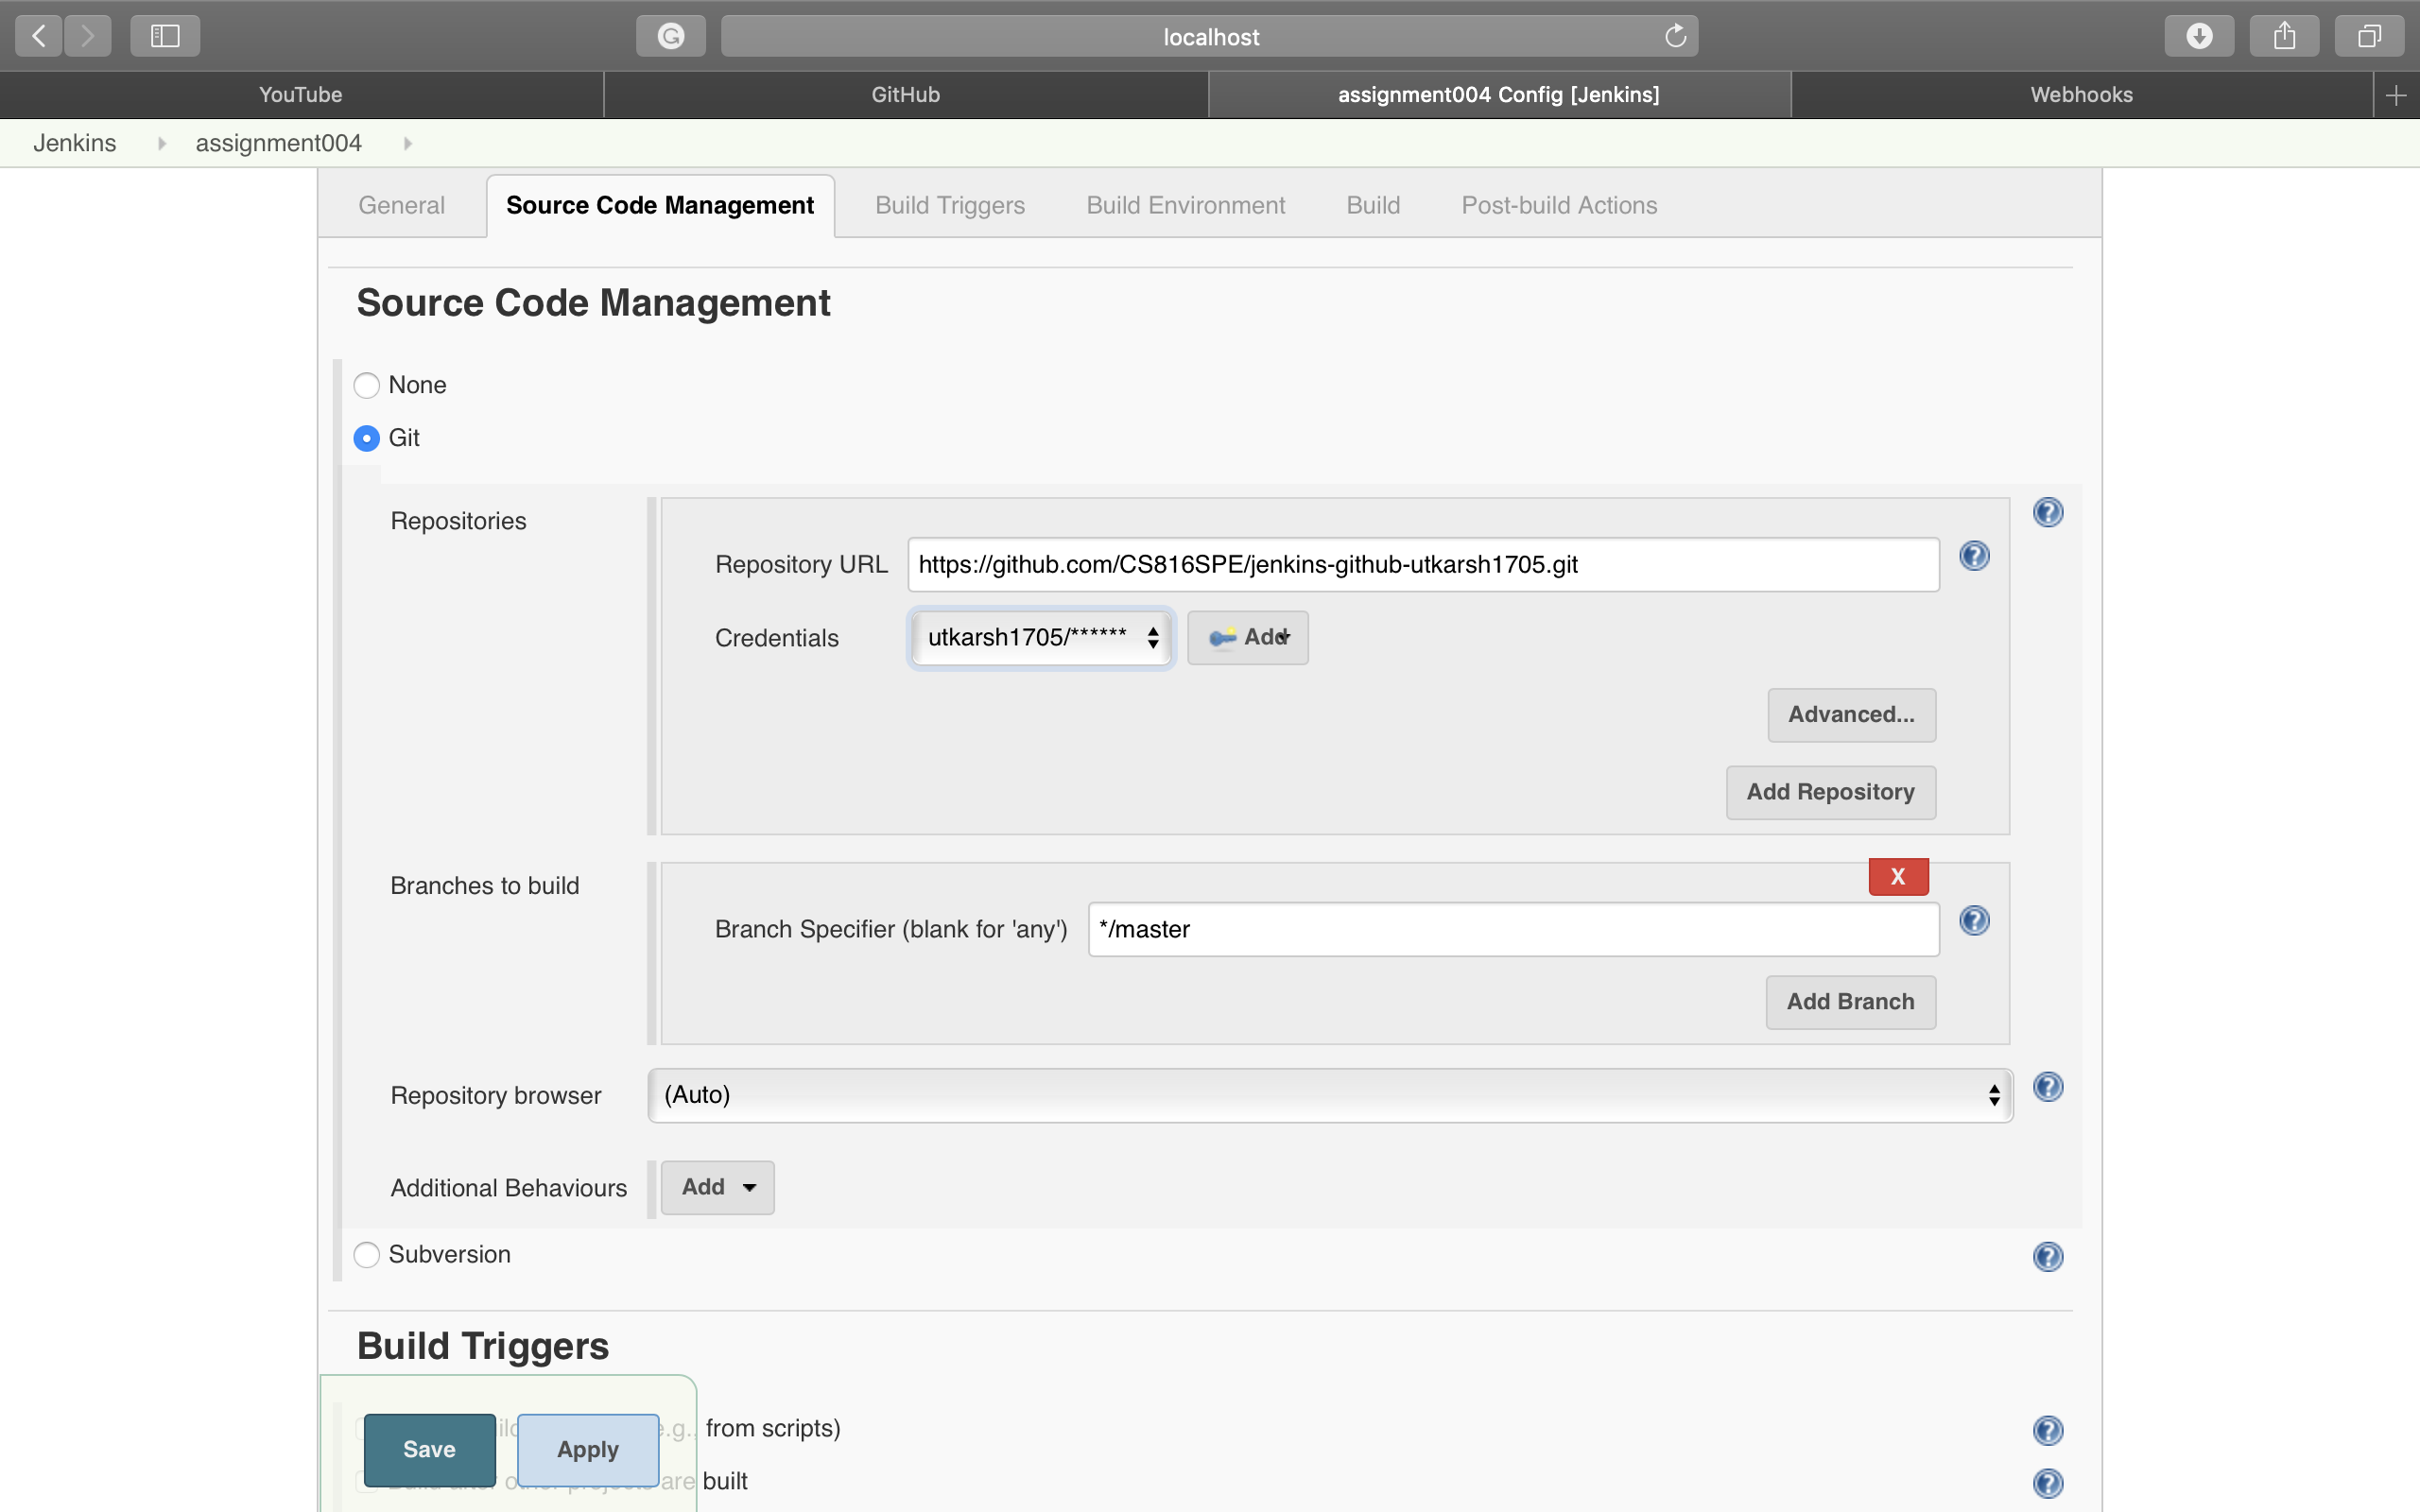 localhost
YouTube
GitHub
assignment004 Config [Jenkins]
Webhooks
Jenkins
assignment004
General
Source Code Management
Build Triggers
Build Environment
Build
Post-build Actions
Source Code Management
None
Git
Repositories
Repository URL
https://github.com/CS816SPE/jenkins-github-utkarsh1705.git
Credentials
utkarsh1705/******
Add
Advanced...
Add Repository
Branches to build
X
Branch Specifier (blank for 'any')
*/master
Add Branch
Repository browser
(Auto)
Additional Behaviours
Add
Subversion
Build Triggers
from scripts)
Save
Apply
are built